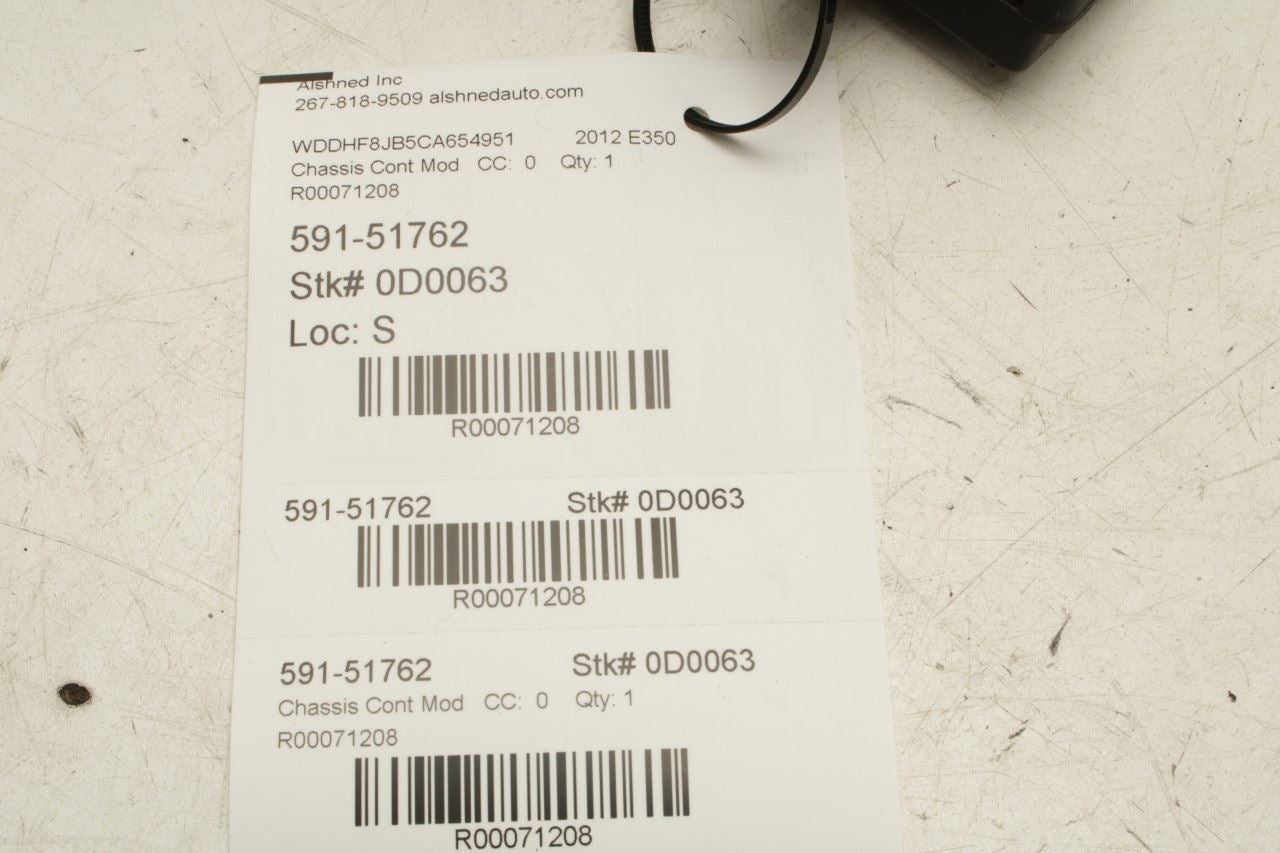 Alshned Inc
267-818-9509 alshnedauto.com
WDDHF8JB5CA654951 2012 E350
Chassis Cont Mod CC: 0 Qty: 1
R00071208
591-51762
Stk# 0D0063
Loc: S
R00071208
591-51762 Stk# 0D0063
R00071208
591-51762 Stk# 0D0063
Chassis Cont Mod CC: 0 Qty: 1
R00071208
R00071208